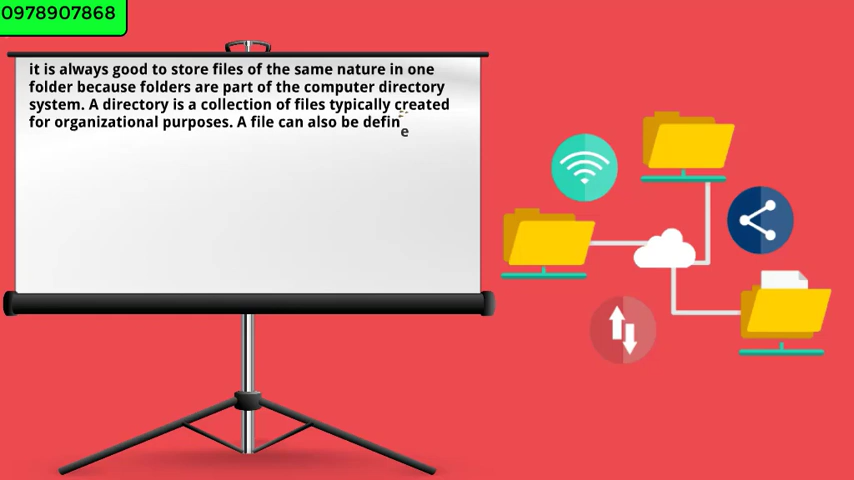 0978907868
it is always good to store files of the same nature in one
folder because folders are part of the computer directory
system. A directory is a collection of files typically created
for organizational purposes. A file can also be define